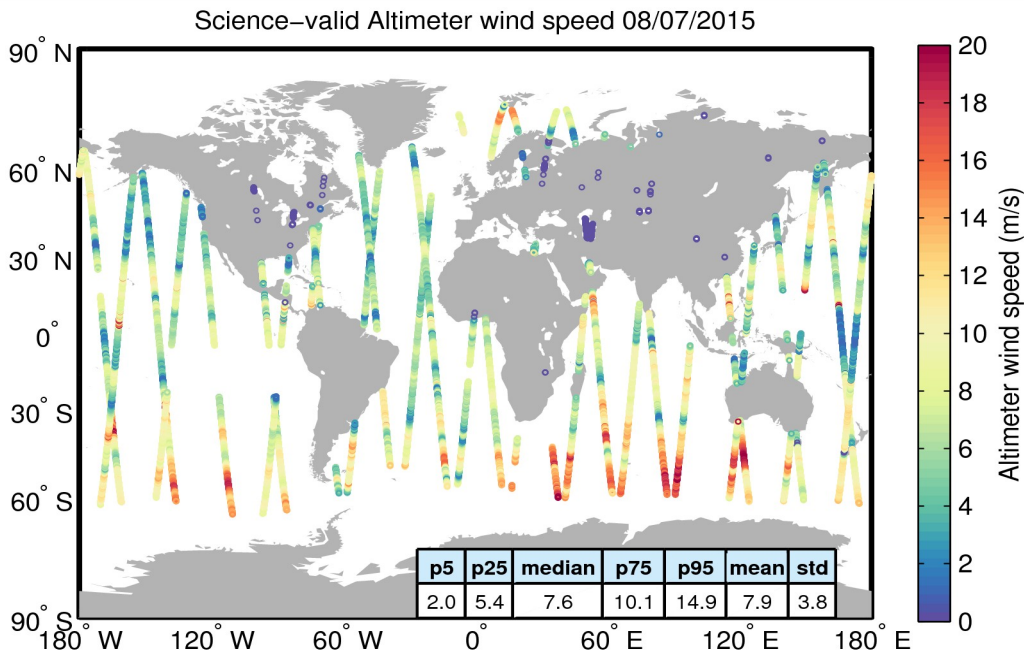 Science−valid Altimeter wind speed 08/07/2015
90° N
60° N
30° N
0°
30° S
60° S
90° S
180° W
120° W
60° W
0°
60° E
120° E
180° E
p5 p25 median p75 p95 mean std
2.0 5.4 7.6 10.1 14.9 7.9 3.8
20
18
16
14
12
10
8
6
4
2
0
Altimeter wind speed (m/s)